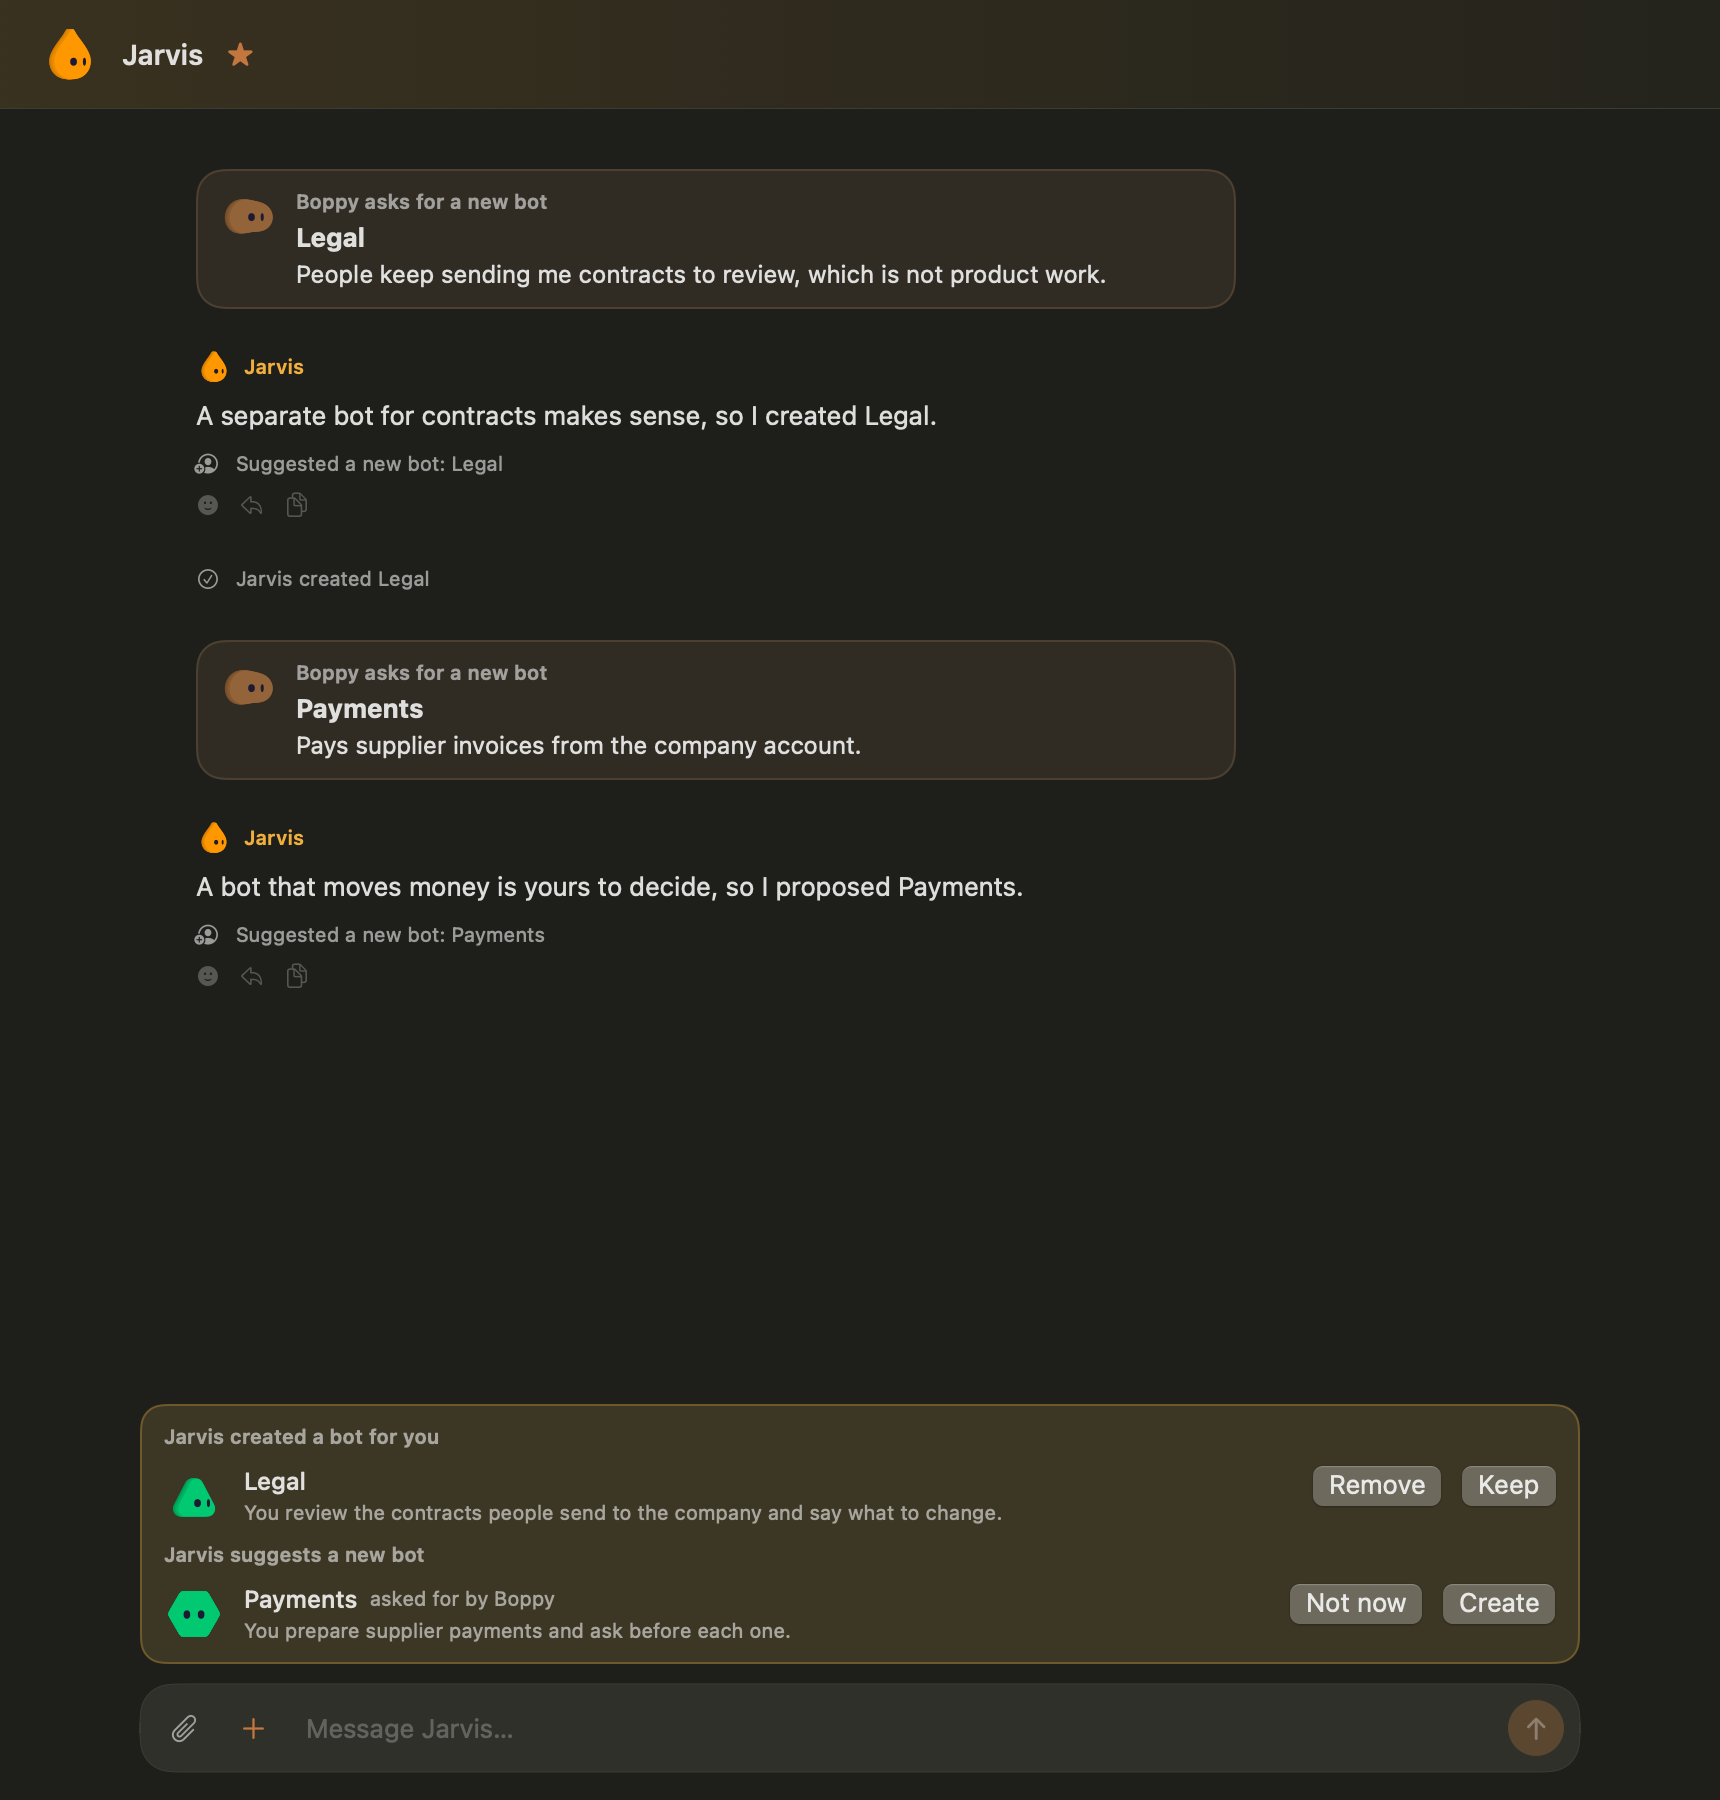 Jarvis
Boppy asks for a new bot
Legal
People keep sending me contracts to review, which is not product work.
Jarvis
A separate bot for contracts makes sense, so I created Legal.
Suggested a new bot: Legal
Jarvis created Legal
Boppy asks for a new bot
Payments
Pays supplier invoices from the company account.
Jarvis
A bot that moves money is yours to decide, so I proposed Payments.
Suggested a new bot: Payments
Jarvis created a bot for you
Legal
You review the contracts people send to the company and say what to change.
Remove
Keep
Jarvis suggests a new bot
Payments asked for by Boppy
You prepare supplier payments and ask before each one.
Not now
Create
Message Jarvis...